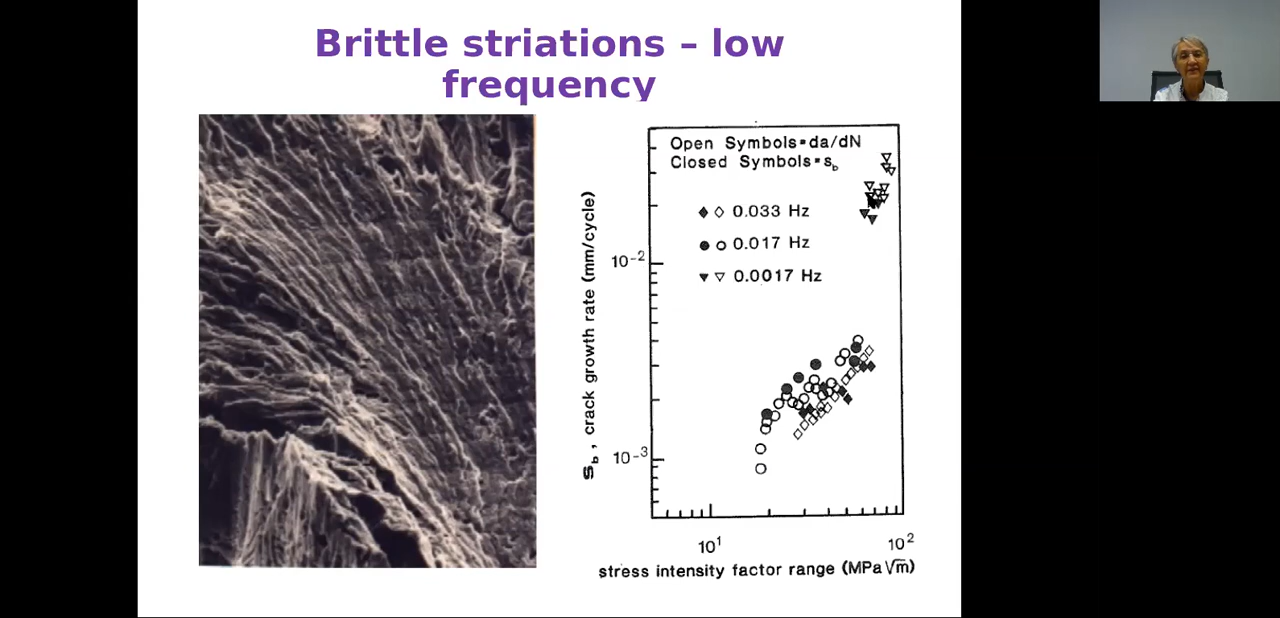 Brittle striations – low
frequency
Open Symbols=da/dN
Closed Symbols=s_b
0.033 Hz
0.017 Hz
0.0017 Hz
10⁻²
10⁻³
S_b , crack growth rate (mm/cycle)
10¹ 10²
stress intensity factor range (MPa√m)